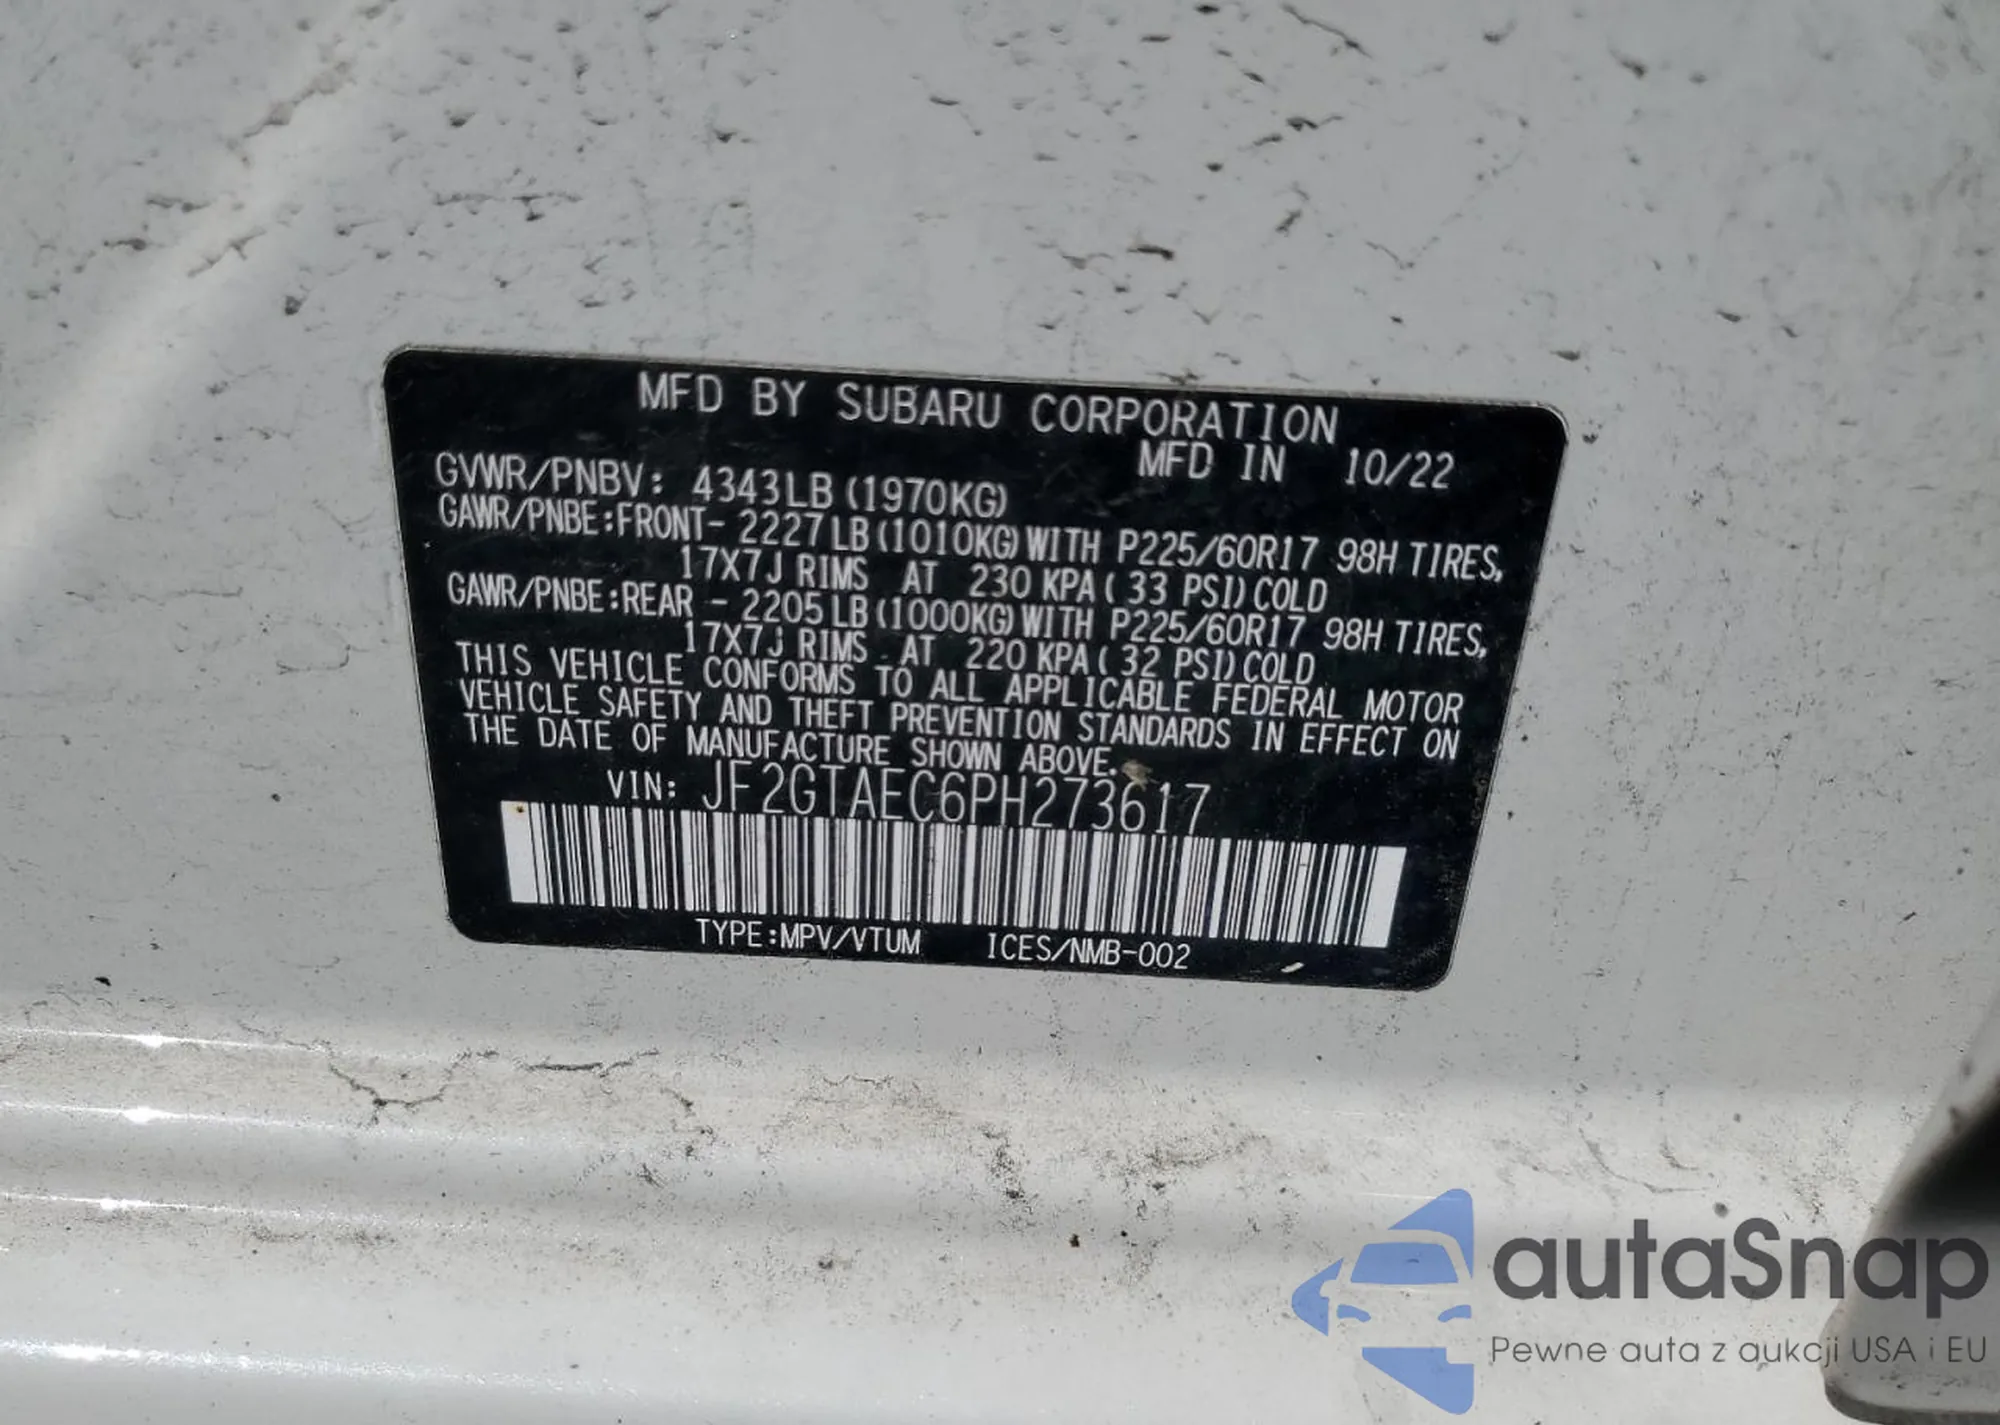 MFD BY SUBARU CORPORATION
MFD IN 10/22
GVWR/PNBV: 4343LB (1970KG)
GAWR/PNBE:FRONT- 2227LB (1010KG) WITH P225/60R17 98H TIRES,
17X7J RIMS AT 230 KPA ( 33 PSI) COLD
GAWR/PNBE:REAR - 2205LB (1000KG) WITH P225/60R17 98H TIRES,
17X7J RIMS AT 220 KPA ( 32 PSI) COLD
THIS VEHICLE CONFORMS TO ALL APPLICABLE FEDERAL MOTOR
VEHICLE SAFETY AND THEFT PREVENTION STANDARDS IN EFFECT ON
THE DATE OF MANUFACTURE SHOWN ABOVE.
VIN: JF2GTAEC6PH273617
TYPE:MPV/VTUM ICES/NMB-002
autaSnap
Pewne auta z aukcji USA i EU